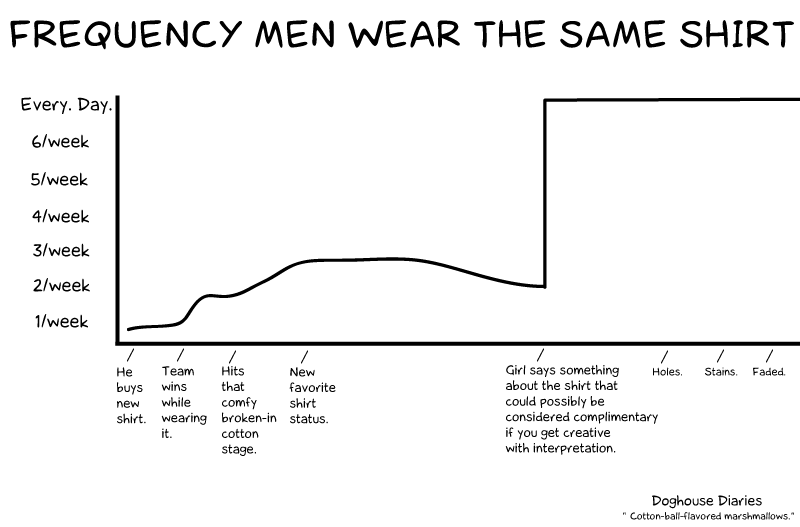 FREQUENCY MEN WEAR THE SAME SHIRT
Every. Day.
6/week
5/week
4/week
3/week
2/week
1/week
He
buys
new
shirt.
Team
wins
while
wearing
it.
Hits
that
comfy
broken-in
cotton
stage.
New
favorite
shirt
status.
Girl says something
about the shirt that
could possibly be
considered complimentary
if you get creative
with interpretation.
Holes.
Stains.
Faded.
Doghouse Diaries
" Cotton-ball-flavored marshmallows."